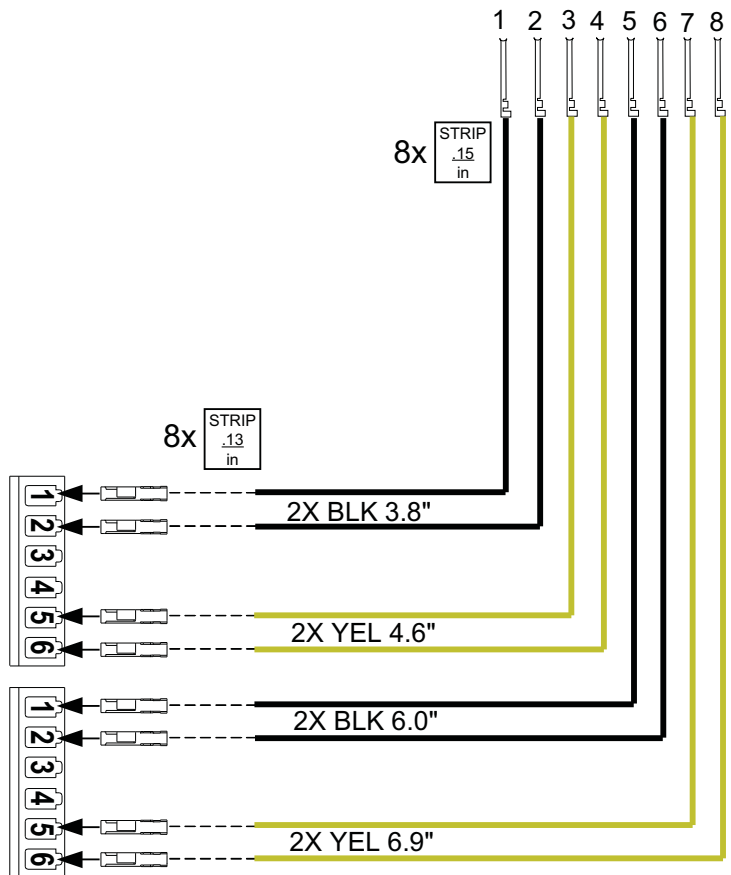 1 2 3 4 5 6 7 8
8x
STRIP
.15
in
8x
STRIP
.13
in
1
2
3
4
5
6
2X BLK 3.8"
2X YEL 4.6"
1
2
3
4
5
6
2X BLK 6.0"
2X YEL 6.9"